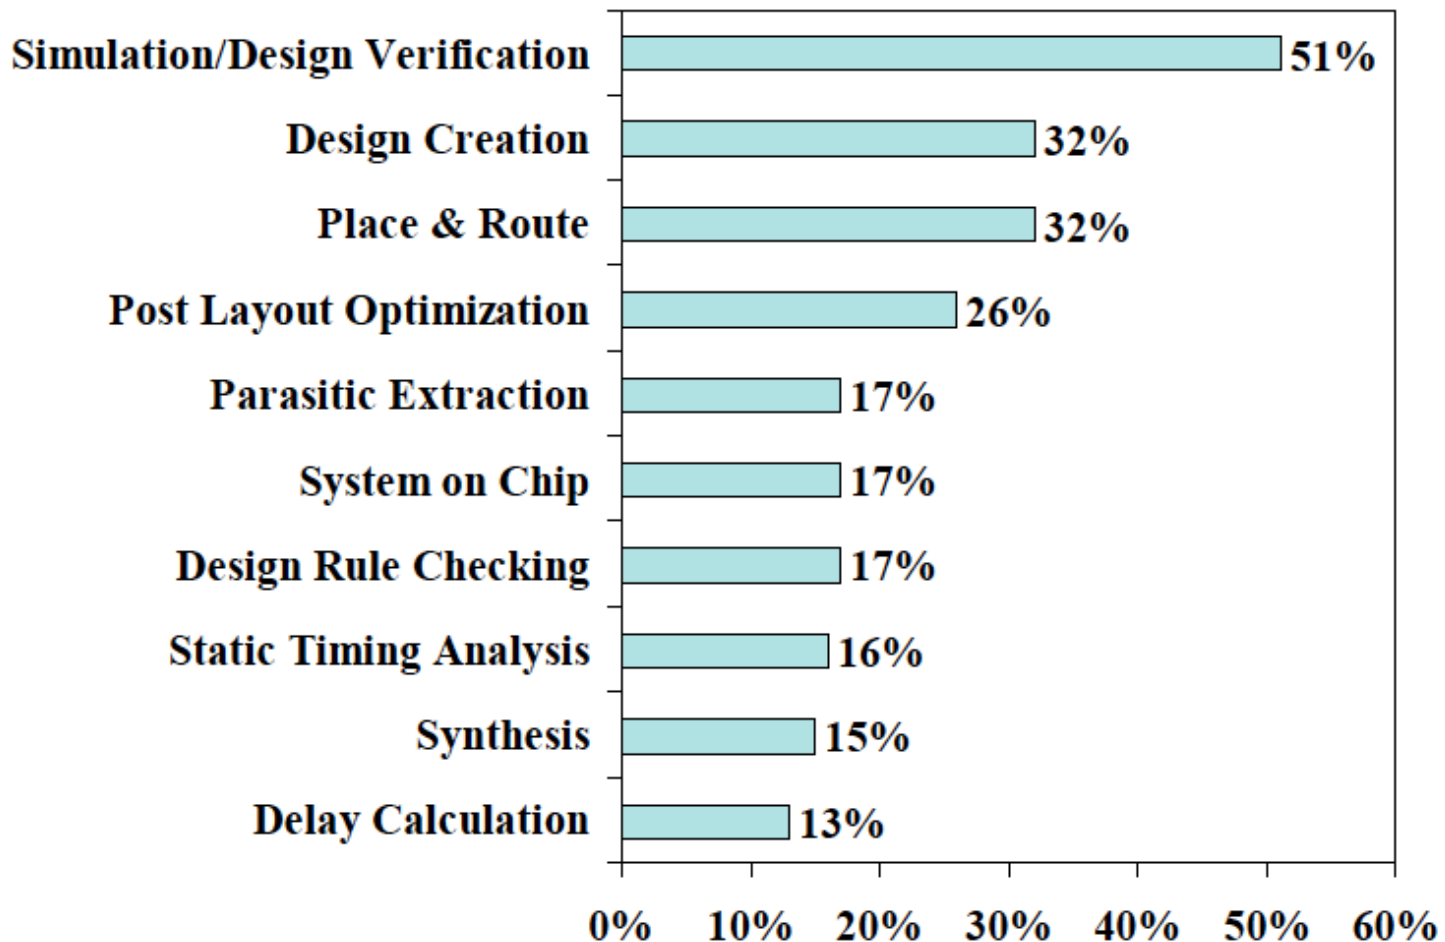 Simulation/Design Verification 51%
Design Creation 32%
Place & Route 32%
Post Layout Optimization 26%
Parasitic Extraction 17%
System on Chip 17%
Design Rule Checking 17%
Static Timing Analysis 16%
Synthesis 15%
Delay Calculation 13%
0% 10% 20% 30% 40% 50% 60%